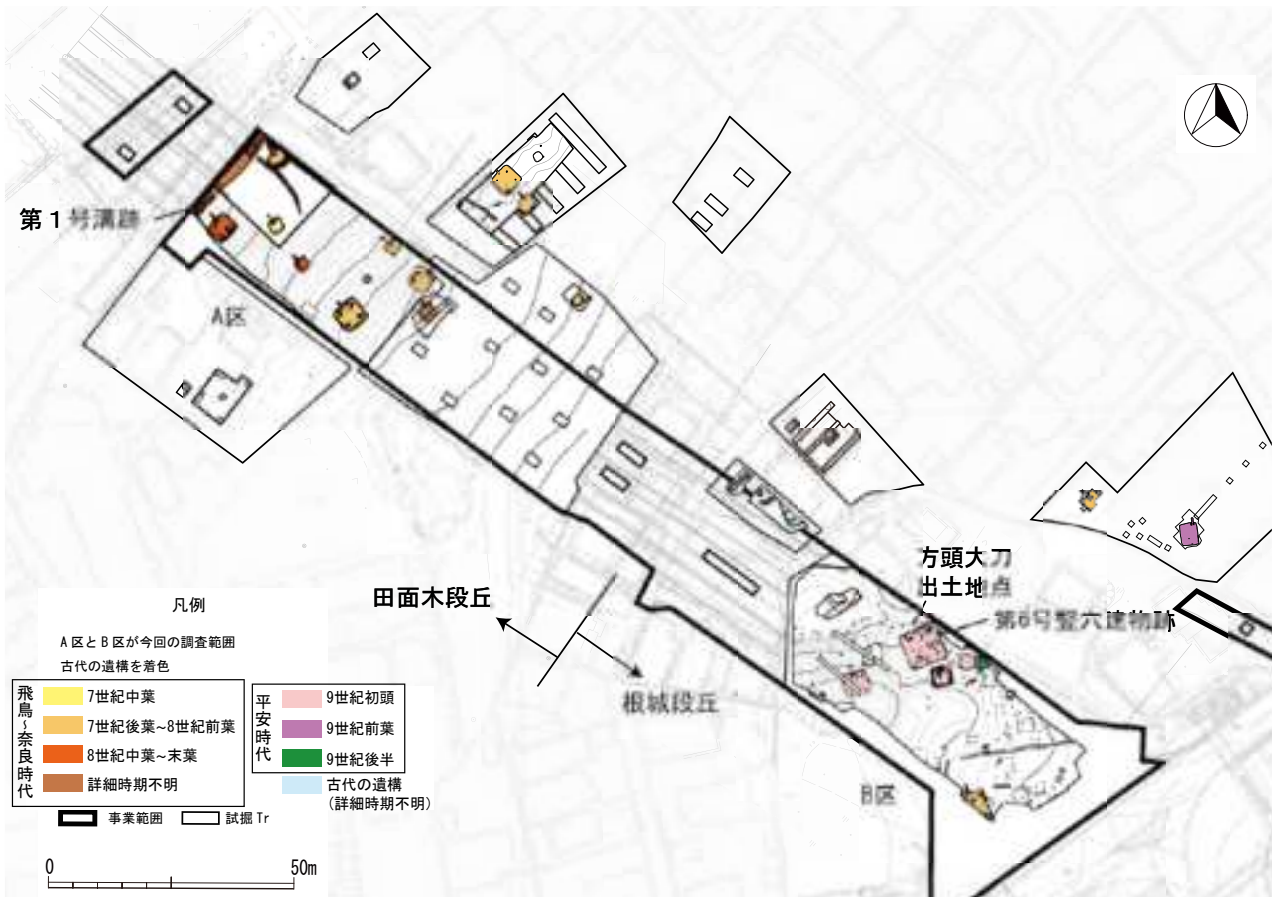 第1号溝跡
A区
田面木段丘
根城段丘
方頭大刀
出土地点
第6号竪穴建物跡
B区
凡例
A区とB区が今回の調査範囲
古代の遺構を着色
飛鳥~奈良時代
7世紀中葉
7世紀後葉~8世紀前葉
8世紀中葉~末葉
詳細時期不明
平安時代
9世紀初頭
9世紀前葉
9世紀後半
古代の遺構
(詳細時期不明)
事業範囲
試掘Tr
0
50m